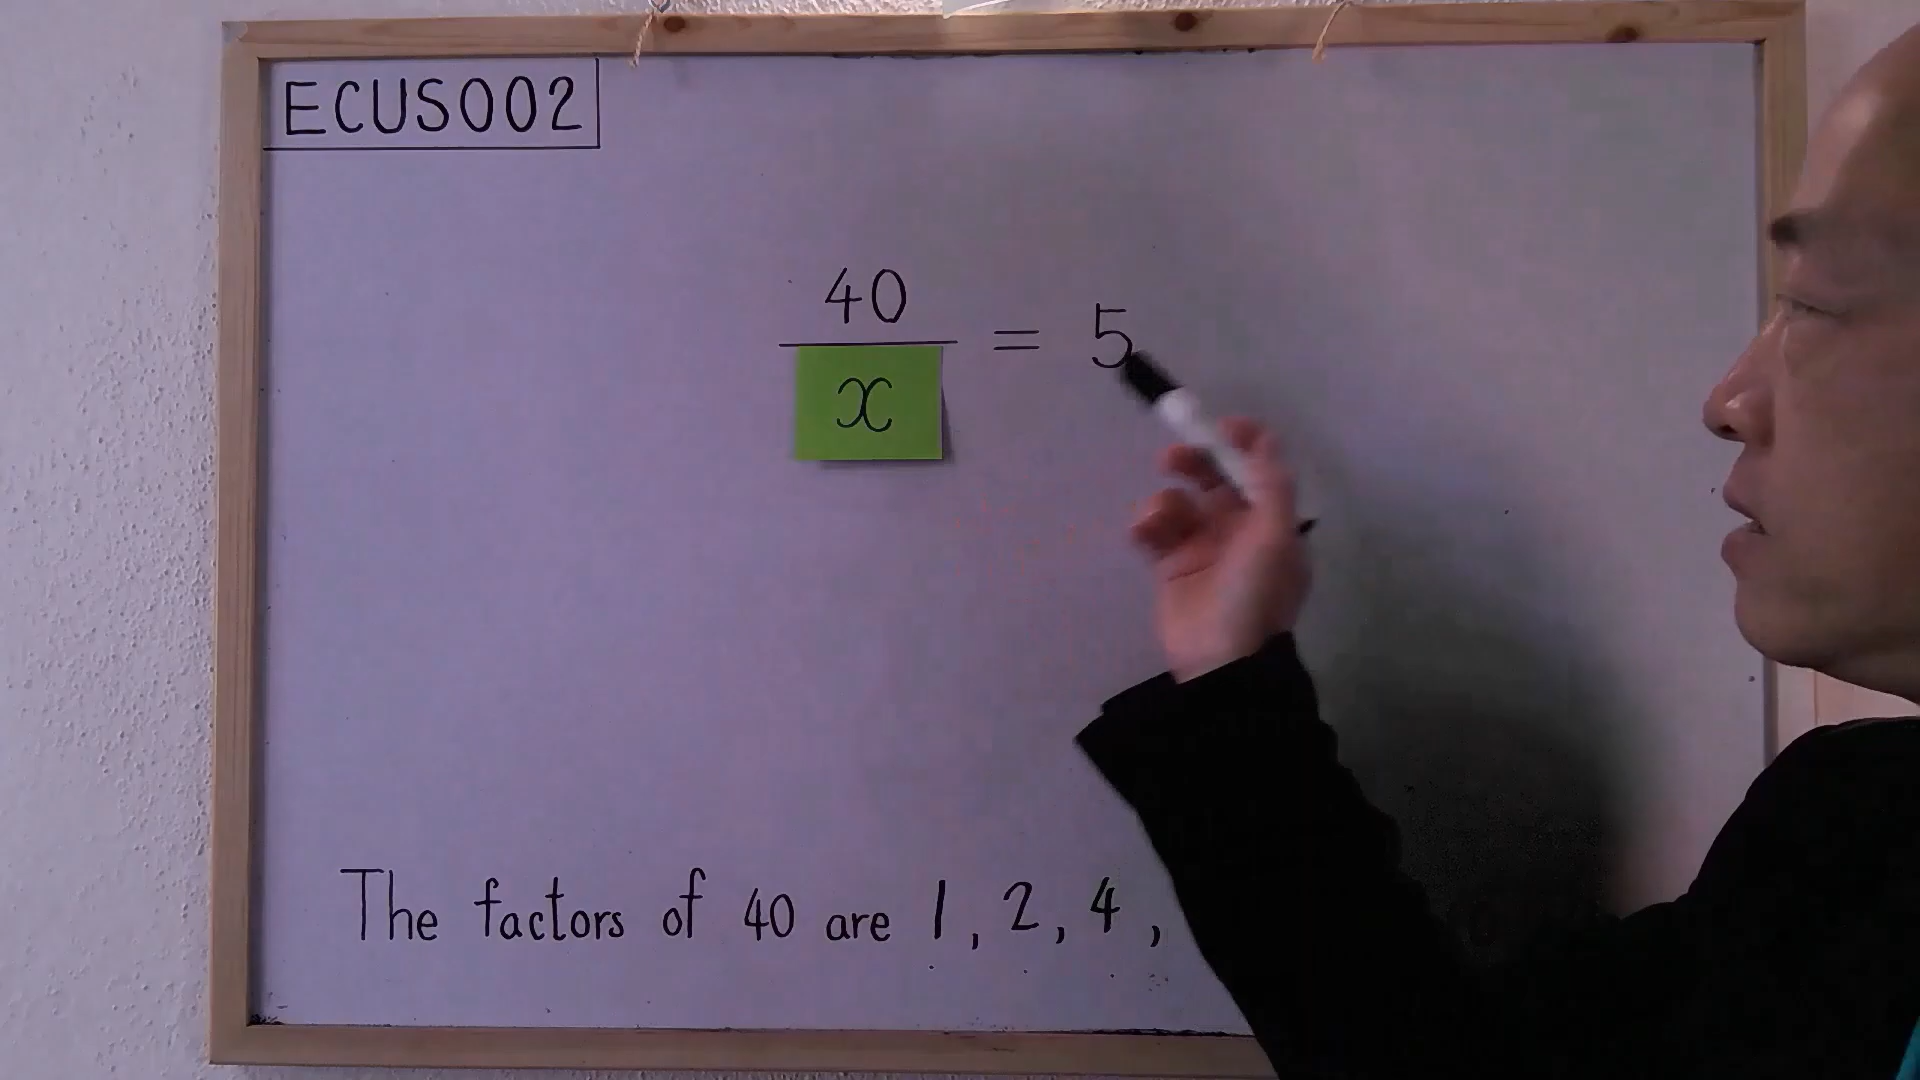 ECUS002
40
x
= 5
The factors of 40 are 1, 2, 4,